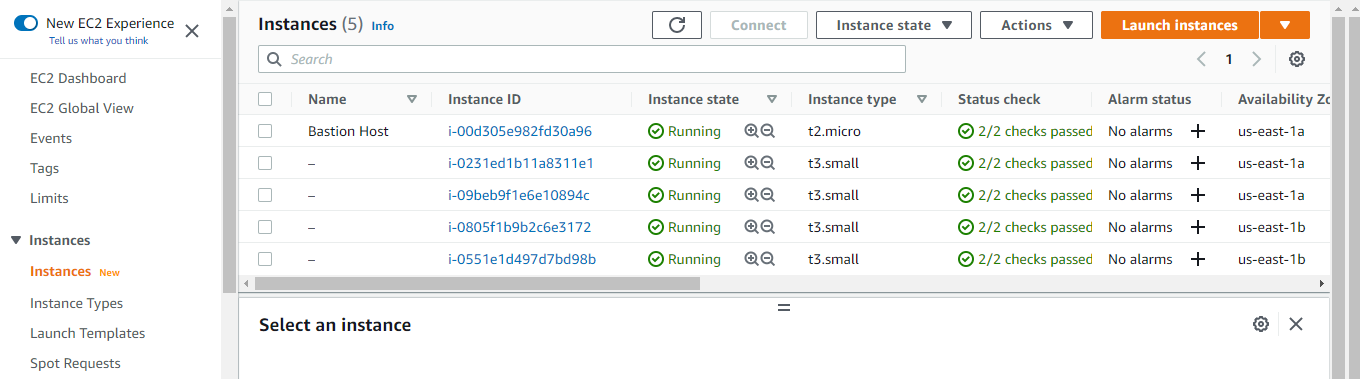 New EC2 Experience
Tell us what you think
EC2 Dashboard
EC2 Global View
Events
Tags
Limits
Instances
Instances New
Instance Types
Launch Templates
Spot Requests
Instances (5) Info
Connect
Instance state
Actions
Launch instances
Search
1
Name Instance ID Instance state Instance type Status check Alarm status Availability Zo
Bastion Host i-00d305e982fd30a96 Running t2.micro 2/2 checks passed No alarms + us-east-1a
– i-0231ed1b11a8311e1 Running t3.small 2/2 checks passed No alarms + us-east-1a
– i-09beb9f1e6e10894c Running t3.small 2/2 checks passed No alarms + us-east-1a
– i-0805f1b9b2c6e3172 Running t3.small 2/2 checks passed No alarms + us-east-1b
– i-0551e1d497d7bd98b Running t3.small 2/2 checks passed No alarms + us-east-1b
Select an instance